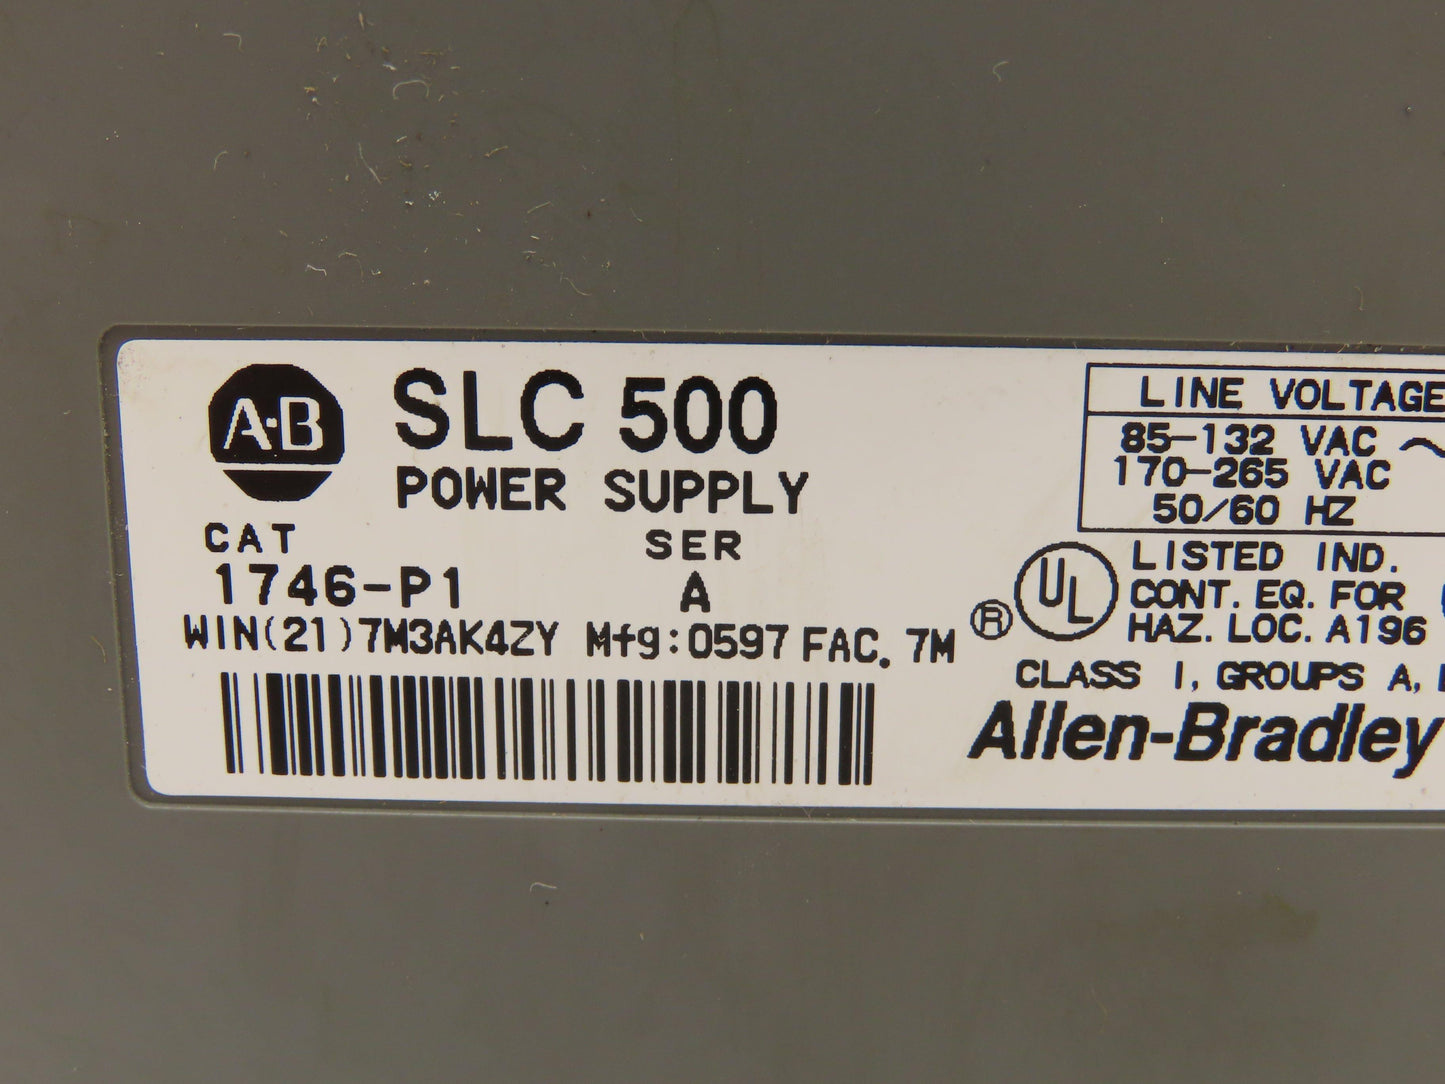 A·B
SLC 500
POWER SUPPLY
CAT
SER
1746-P1
A
WIN(21)7M3AK4ZY Mfg:0597 FAC. 7M
LINE VOLTAGE
85-132 VAC ~
170-265 VAC
50/60 HZ
®
UL
LISTED IND.
CONT. EQ. FOR
HAZ. LOC. A196
CLASS I, GROUPS A,
Allen-Bradley